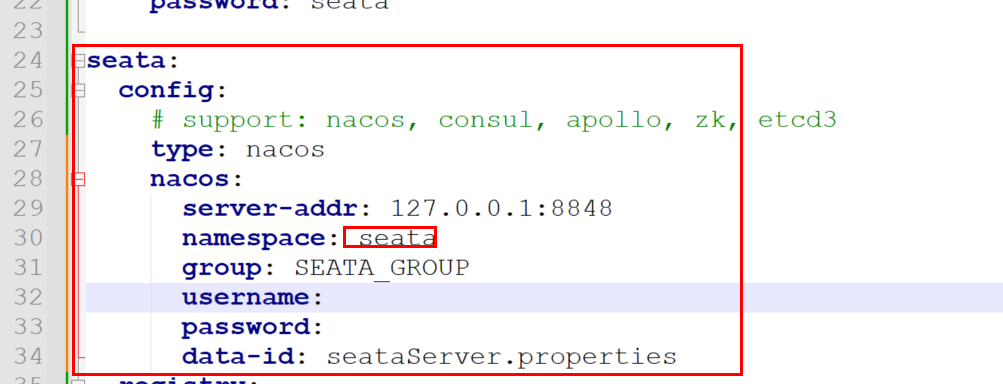 22 password: seata
23
24 seata:
25 config:
26 # support: nacos, consul, apollo, zk, etcd3
27 type: nacos
28 nacos:
29 server-addr: 127.0.0.1:8848
30 namespace: seata
31 group: SEATA_GROUP
32 username:
33 password:
34 data-id: seataServer.properties
35 registry: